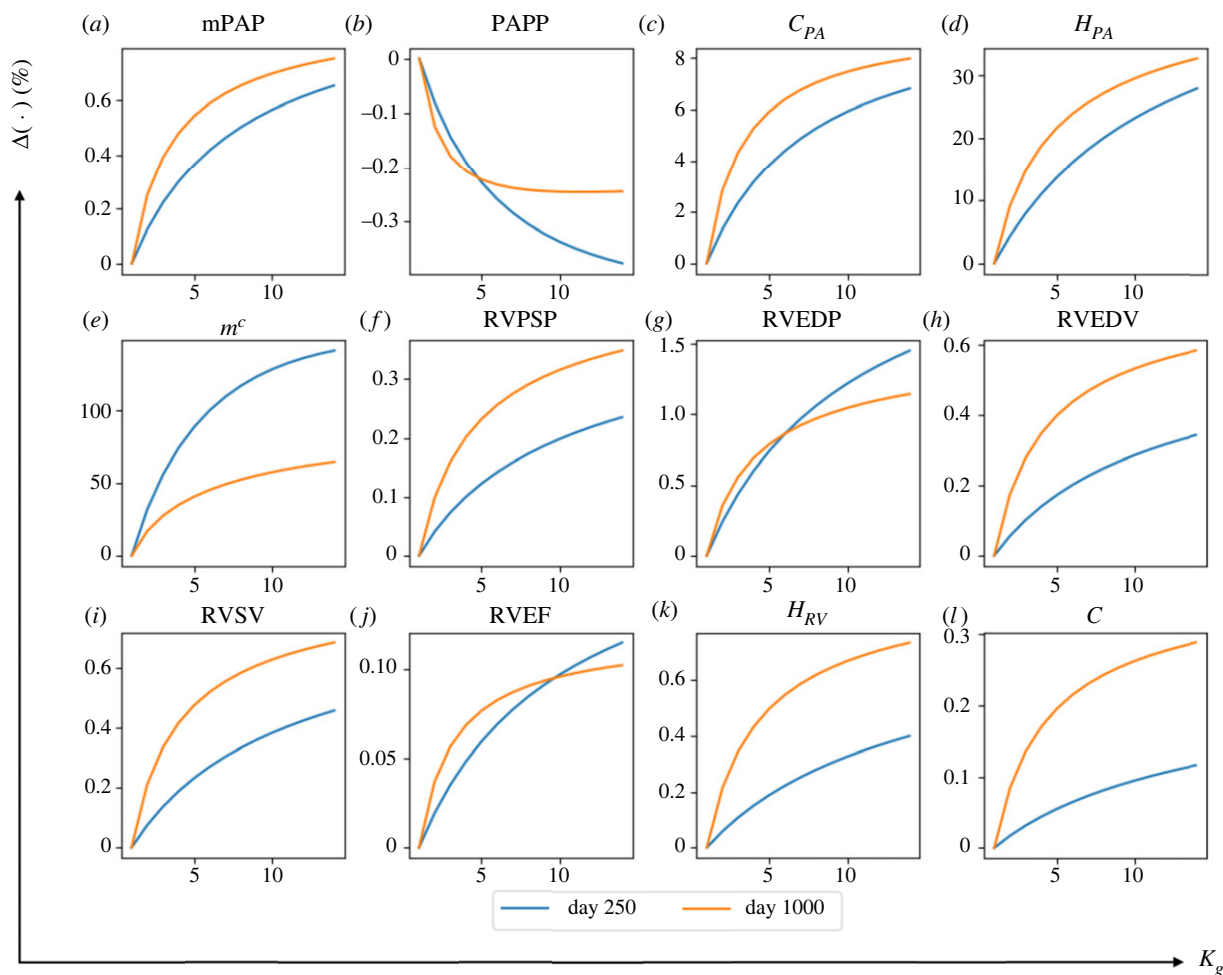 (a) mPAP (b) PAPP (c) C_PA (d) H_PA
Δ( · ) (%)
0.6 0.4 0.2 0
0 –0.1 –0.2 –0.3
8 6 4 2 0
30 20 10 0
5 10 5 10 5 10 5 10
(e) m^c (f) RVPSP (g) RVEDP (h) RVEDV
100 50 0
0.3 0.2 0.1 0
1.5 1.0 0.5 0
0.6 0.4 0.2 0
5 10 5 10 5 10 5 10
(i) RVSV (j) RVEF (k) H_RV (l) C
0.6 0.4 0.2 0
0.10 0.05 0
0.6 0.4 0.2 0
0.3 0.2 0.1 0
5 10 5 10 5 10 5 10
day 250 day 1000
K_g